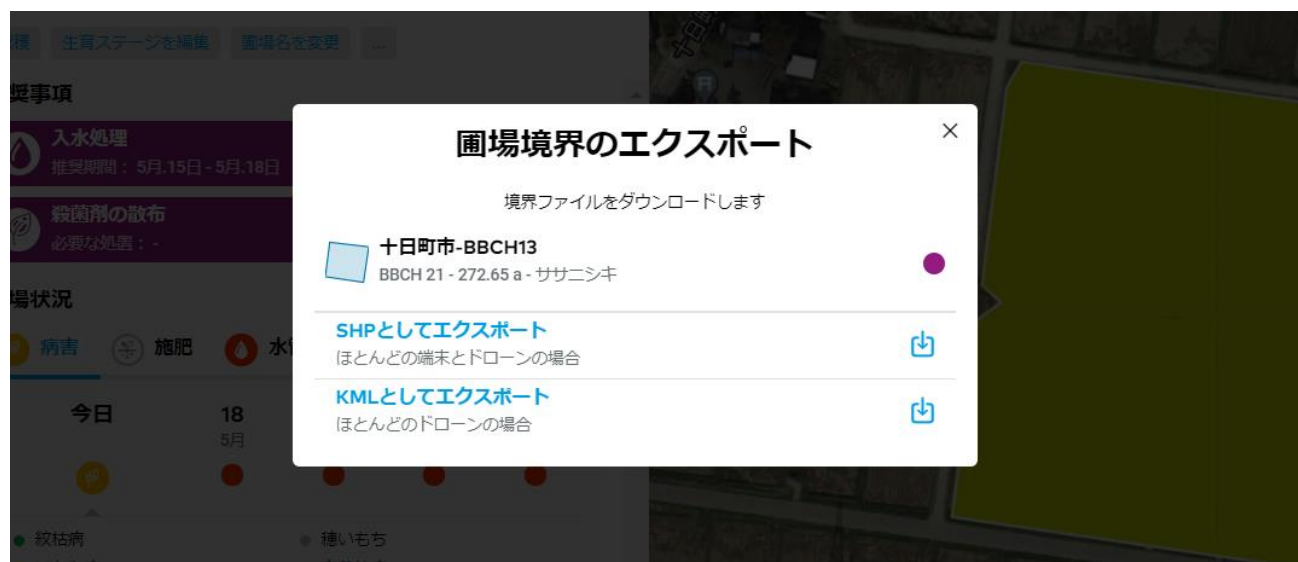 生育ステージを編集 圃場名を変更 ...
奨事項
入水処理
推奨期間： 5月.15日 - 5月.18日
殺菌剤の散布
必要な処置： -
場状況
病害 施肥
今日 18
5月
紋枯病 穂いもち
十日町
圃場境界のエクスポート
境界ファイルをダウンロードします
十日町市-BBCH13
BBCH 21 - 272.65 a - ササニシキ
SHPとしてエクスポート
ほとんどの端末とドローンの場合
KMLとしてエクスポート
ほとんどのドローンの場合